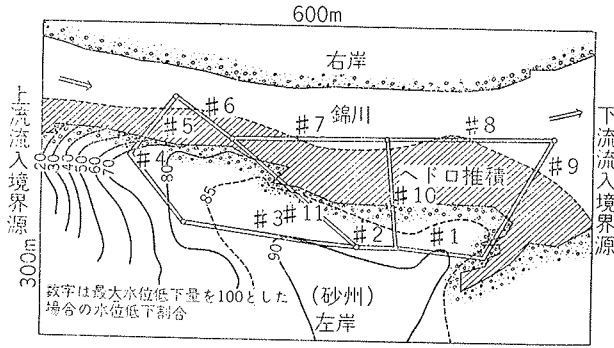 600m
右岸
錦川
上流流入境界源
下流流入境界源
300m
#6
#7
#8
#5
#9
#4
ヘドロ推積
#10
20
30
40
50
60
70
80
85
90
#3
#11
#2
#1
(砂州)
左岸
数字は最大水位低下量を100とした
場合の水位低下割合